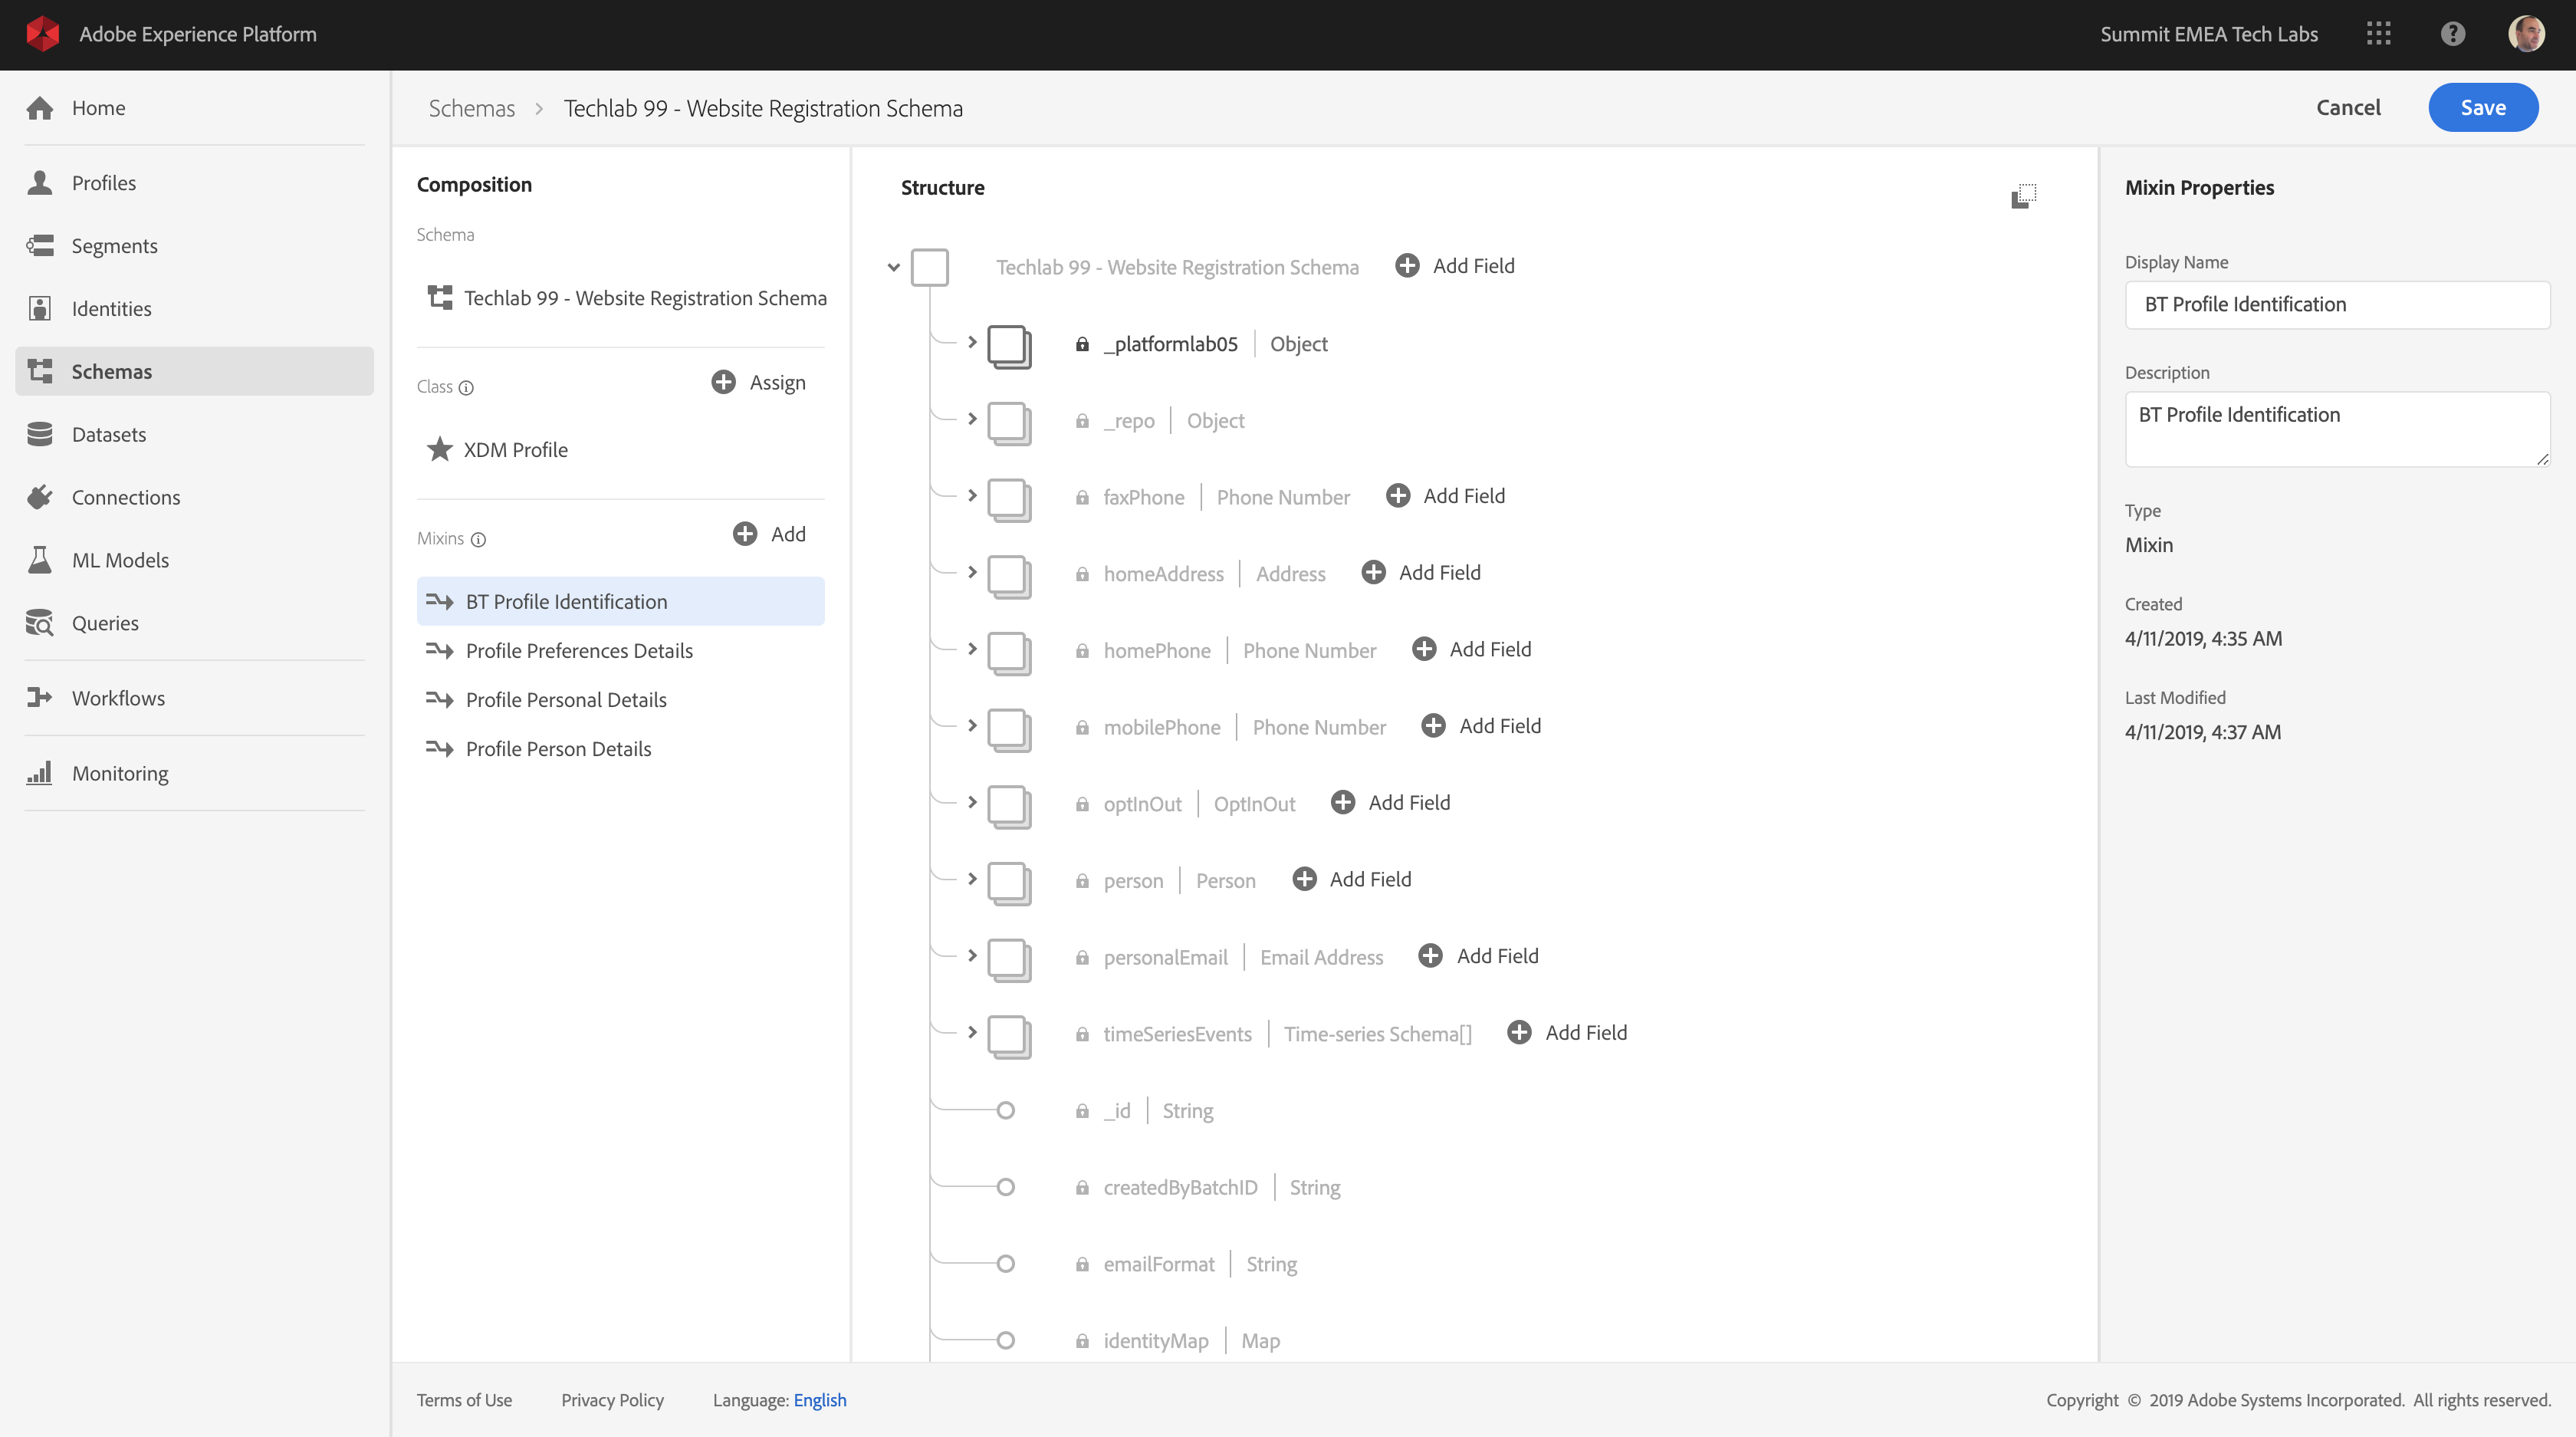 Adobe Experience Platform
Summit EMEA Tech Labs
Home
Profiles
Segments
Identities
Schemas
Datasets
Connections
ML Models
Queries
Workflows
Monitoring
Schemas > Techlab 99 - Website Registration Schema
Cancel
Save
Composition
Schema
Techlab 99 - Website Registration Schema
Class
Assign
XDM Profile
Mixins
Add
BT Profile Identification
Profile Preferences Details
Profile Personal Details
Profile Person Details
Structure
Techlab 99 - Website Registration Schema Add Field
_platformlab05 | Object
_repo | Object
faxPhone | Phone Number Add Field
homeAddress | Address Add Field
homePhone | Phone Number Add Field
mobilePhone | Phone Number Add Field
optInOut | OptInOut Add Field
person | Person Add Field
personalEmail | Email Address Add Field
timeSeriesEvents | Time-series Schema[] Add Field
_id | String
createdByBatchID | String
emailFormat | String
identityMap | Map
Mixin Properties
Display Name
BT Profile Identification
Description
BT Profile Identification
Type
Mixin
Created
4/11/2019, 4:35 AM
Last Modified
4/11/2019, 4:37 AM
Terms of Use
Privacy Policy
Language: English
Copyright © 2019 Adobe Systems Incorporated. All rights reserved.